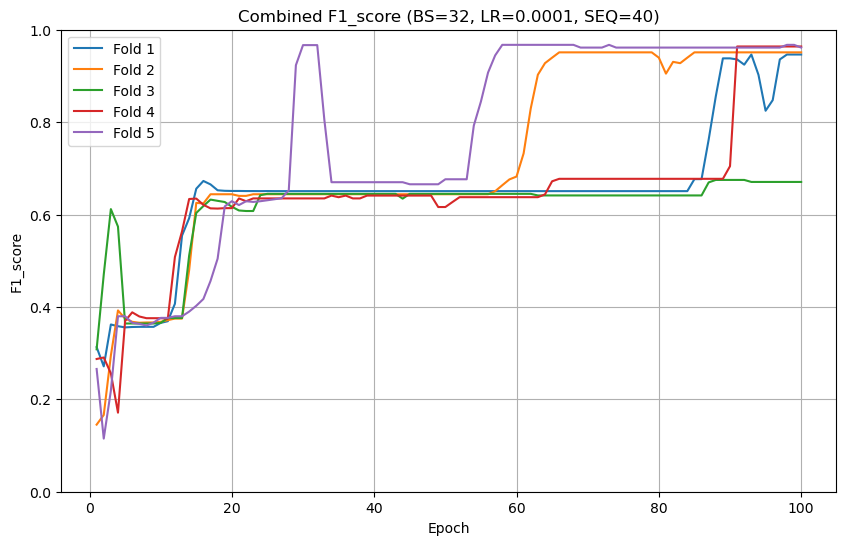 Combined F1_score (BS=32, LR=0.0001, SEQ=40)
Fold 1
Fold 2
Fold 3
Fold 4
Fold 5
F1_score
1.0
0.8
0.6
0.4
0.2
0.0
0 20 40 60 80 100
Epoch